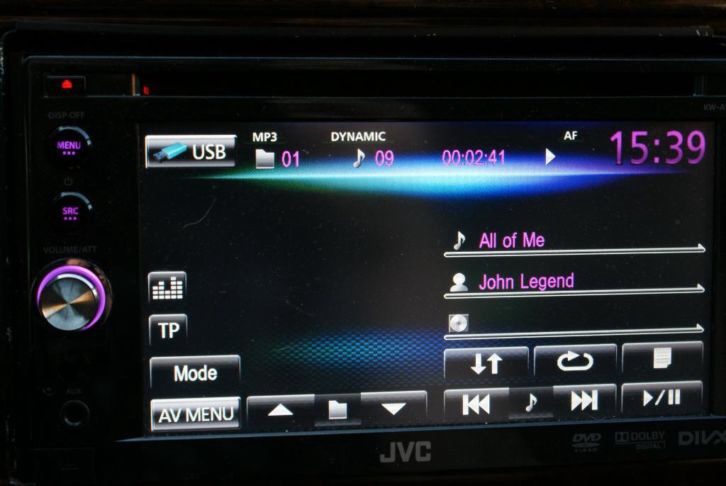 DISP OFF
MENU
SRC
VOLUME/ATT
USB
MP3
DYNAMIC
AF
01
09
00:02:41
15:39
All of Me
John Legend
TP
Mode
AV MENU
AUX
JVC
DVD
DOLBY
DIGITAL